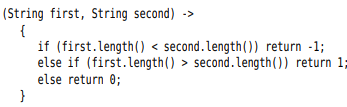 (String first, String second) ->
{
if (first.length() < second.length()) return -1;
else if (first.length() > second.length()) return 1;
else return 0;
}